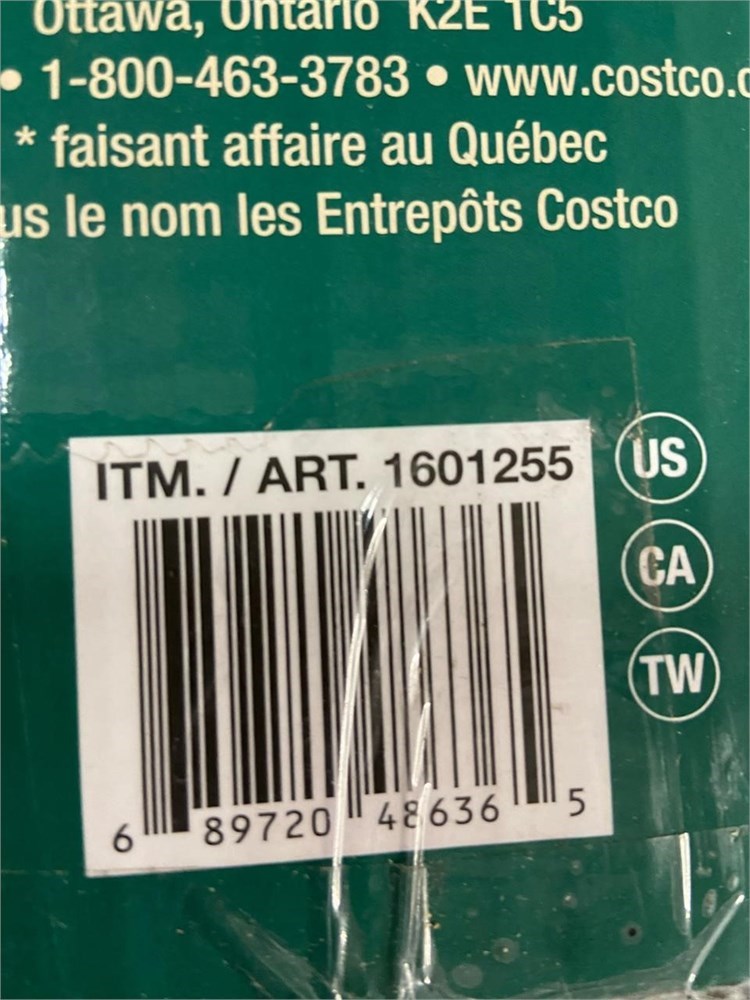 Ottawa, Ontario K2E 1C5
• 1-800-463-3783 • www.costco.c
* faisant affaire au Québec
us le nom les Entrepôts Costco
ITM. / ART. 1601255
US
CA
TW
6 89720 48636 5